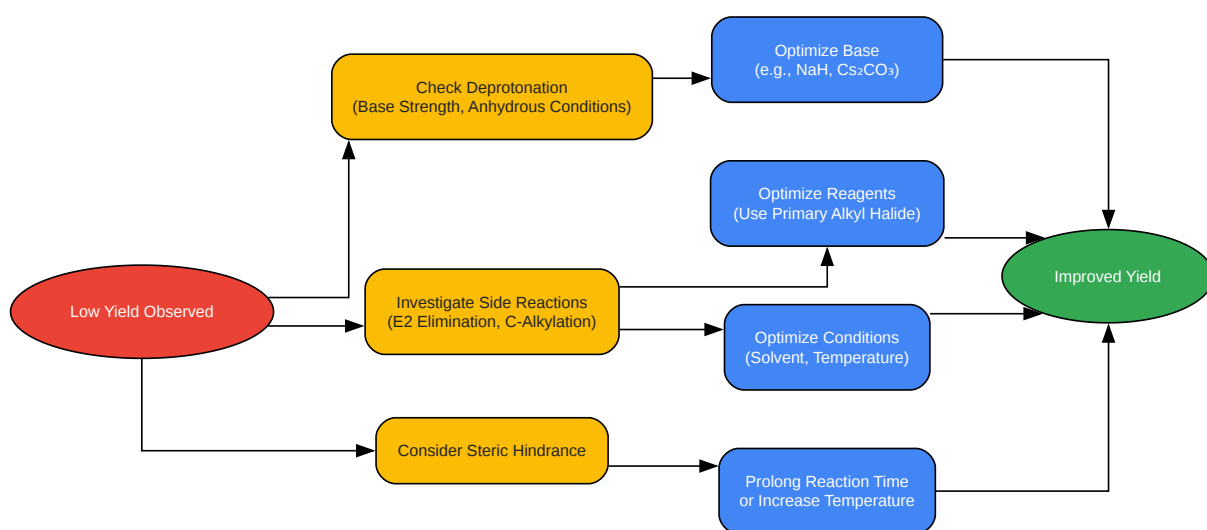 Low Yield Observed
Check Deprotonation
(Base Strength, Anhydrous Conditions)
Investigate Side Reactions
(E2 Elimination, C-Alkylation)
Consider Steric Hindrance
Optimize Base
(e.g., NaH, Cs₂CO₃)
Optimize Reagents
(Use Primary Alkyl Halide)
Optimize Conditions
(Solvent, Temperature)
Prolong Reaction Time
or Increase Temperature
Improved Yield